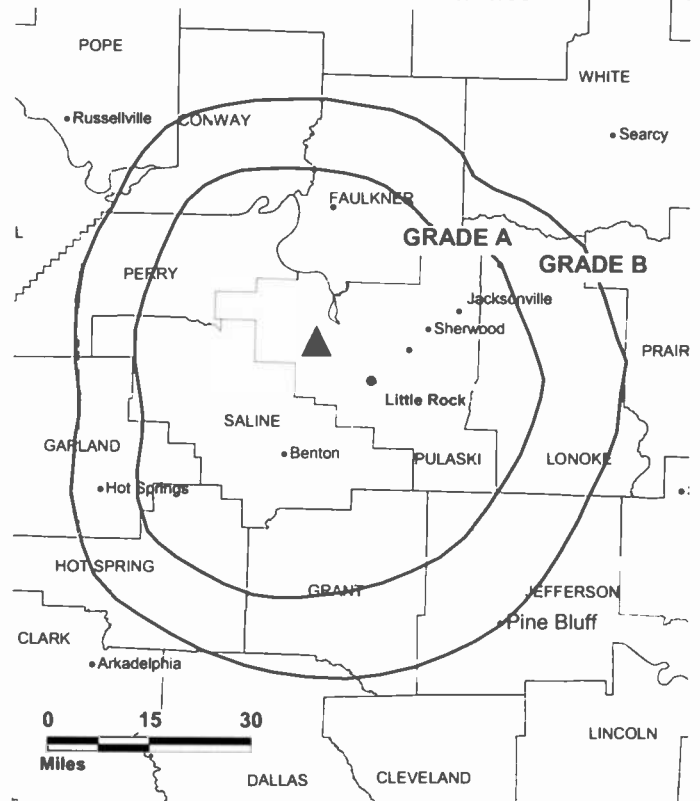 POPE
WHITE
Russellville
CONWAY
Searcy
FAULKNER
L
GRADE A
GRADE B
PERRY
Jacksonville
Sherwood
PRAIR
Little Rock
SALINE
GARLAND
Benton
PULASKI
LONOKE
Hot Springs
HOT SPRING
GRANT
JEFFERSON
Pine Bluff
CLARK
Arkadelphia
0 15 30
Miles
LINCOLN
DALLAS
CLEVELAND